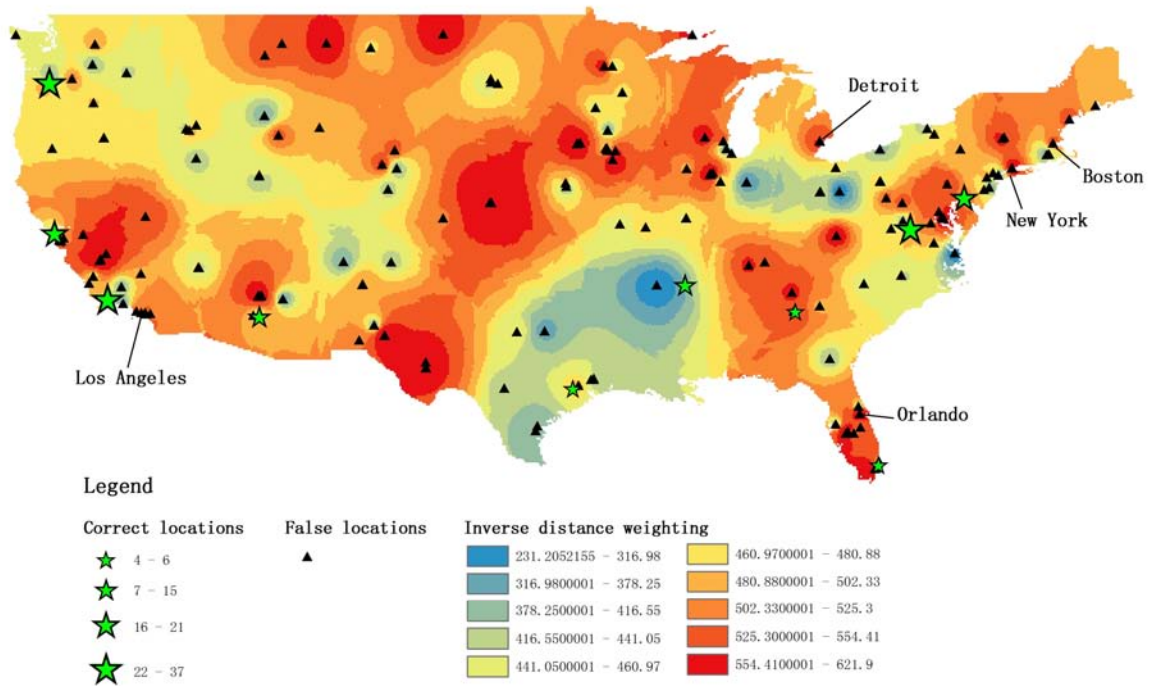 Detroit
Boston
New York
Los Angeles
Orlando
Legend
Correct locations
False locations
Inverse distance weighting
4 - 6
7 - 15
16 - 21
22 - 37
231.2052155 - 316.98
316.9800001 - 378.25
378.2500001 - 416.55
416.5500001 - 441.05
441.0500001 - 460.97
460.9700001 - 480.88
480.8800001 - 502.33
502.3300001 - 525.3
525.3000001 - 554.41
554.4100001 - 621.9